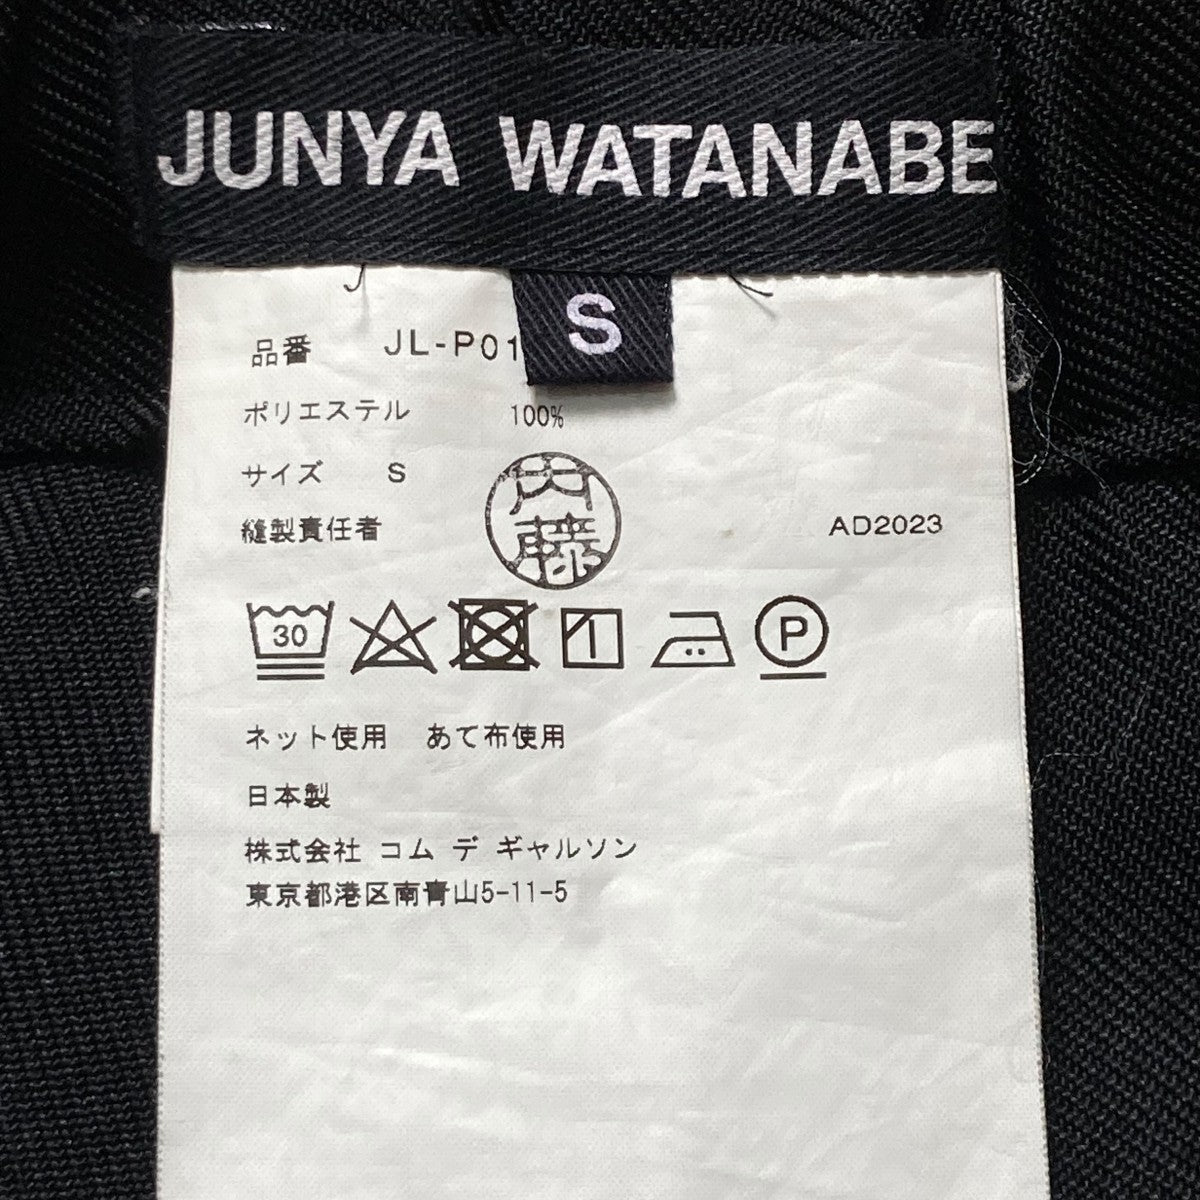 JUNYA WATANABE
S
品番 JL-P01
ポリエステル 100%
サイズ S
縫製責任者 内藤 AD2023
30 P
ネット使用 あて布使用
日本製
株式会社 コム デ ギャルソン
東京都港区南青山5-11-5